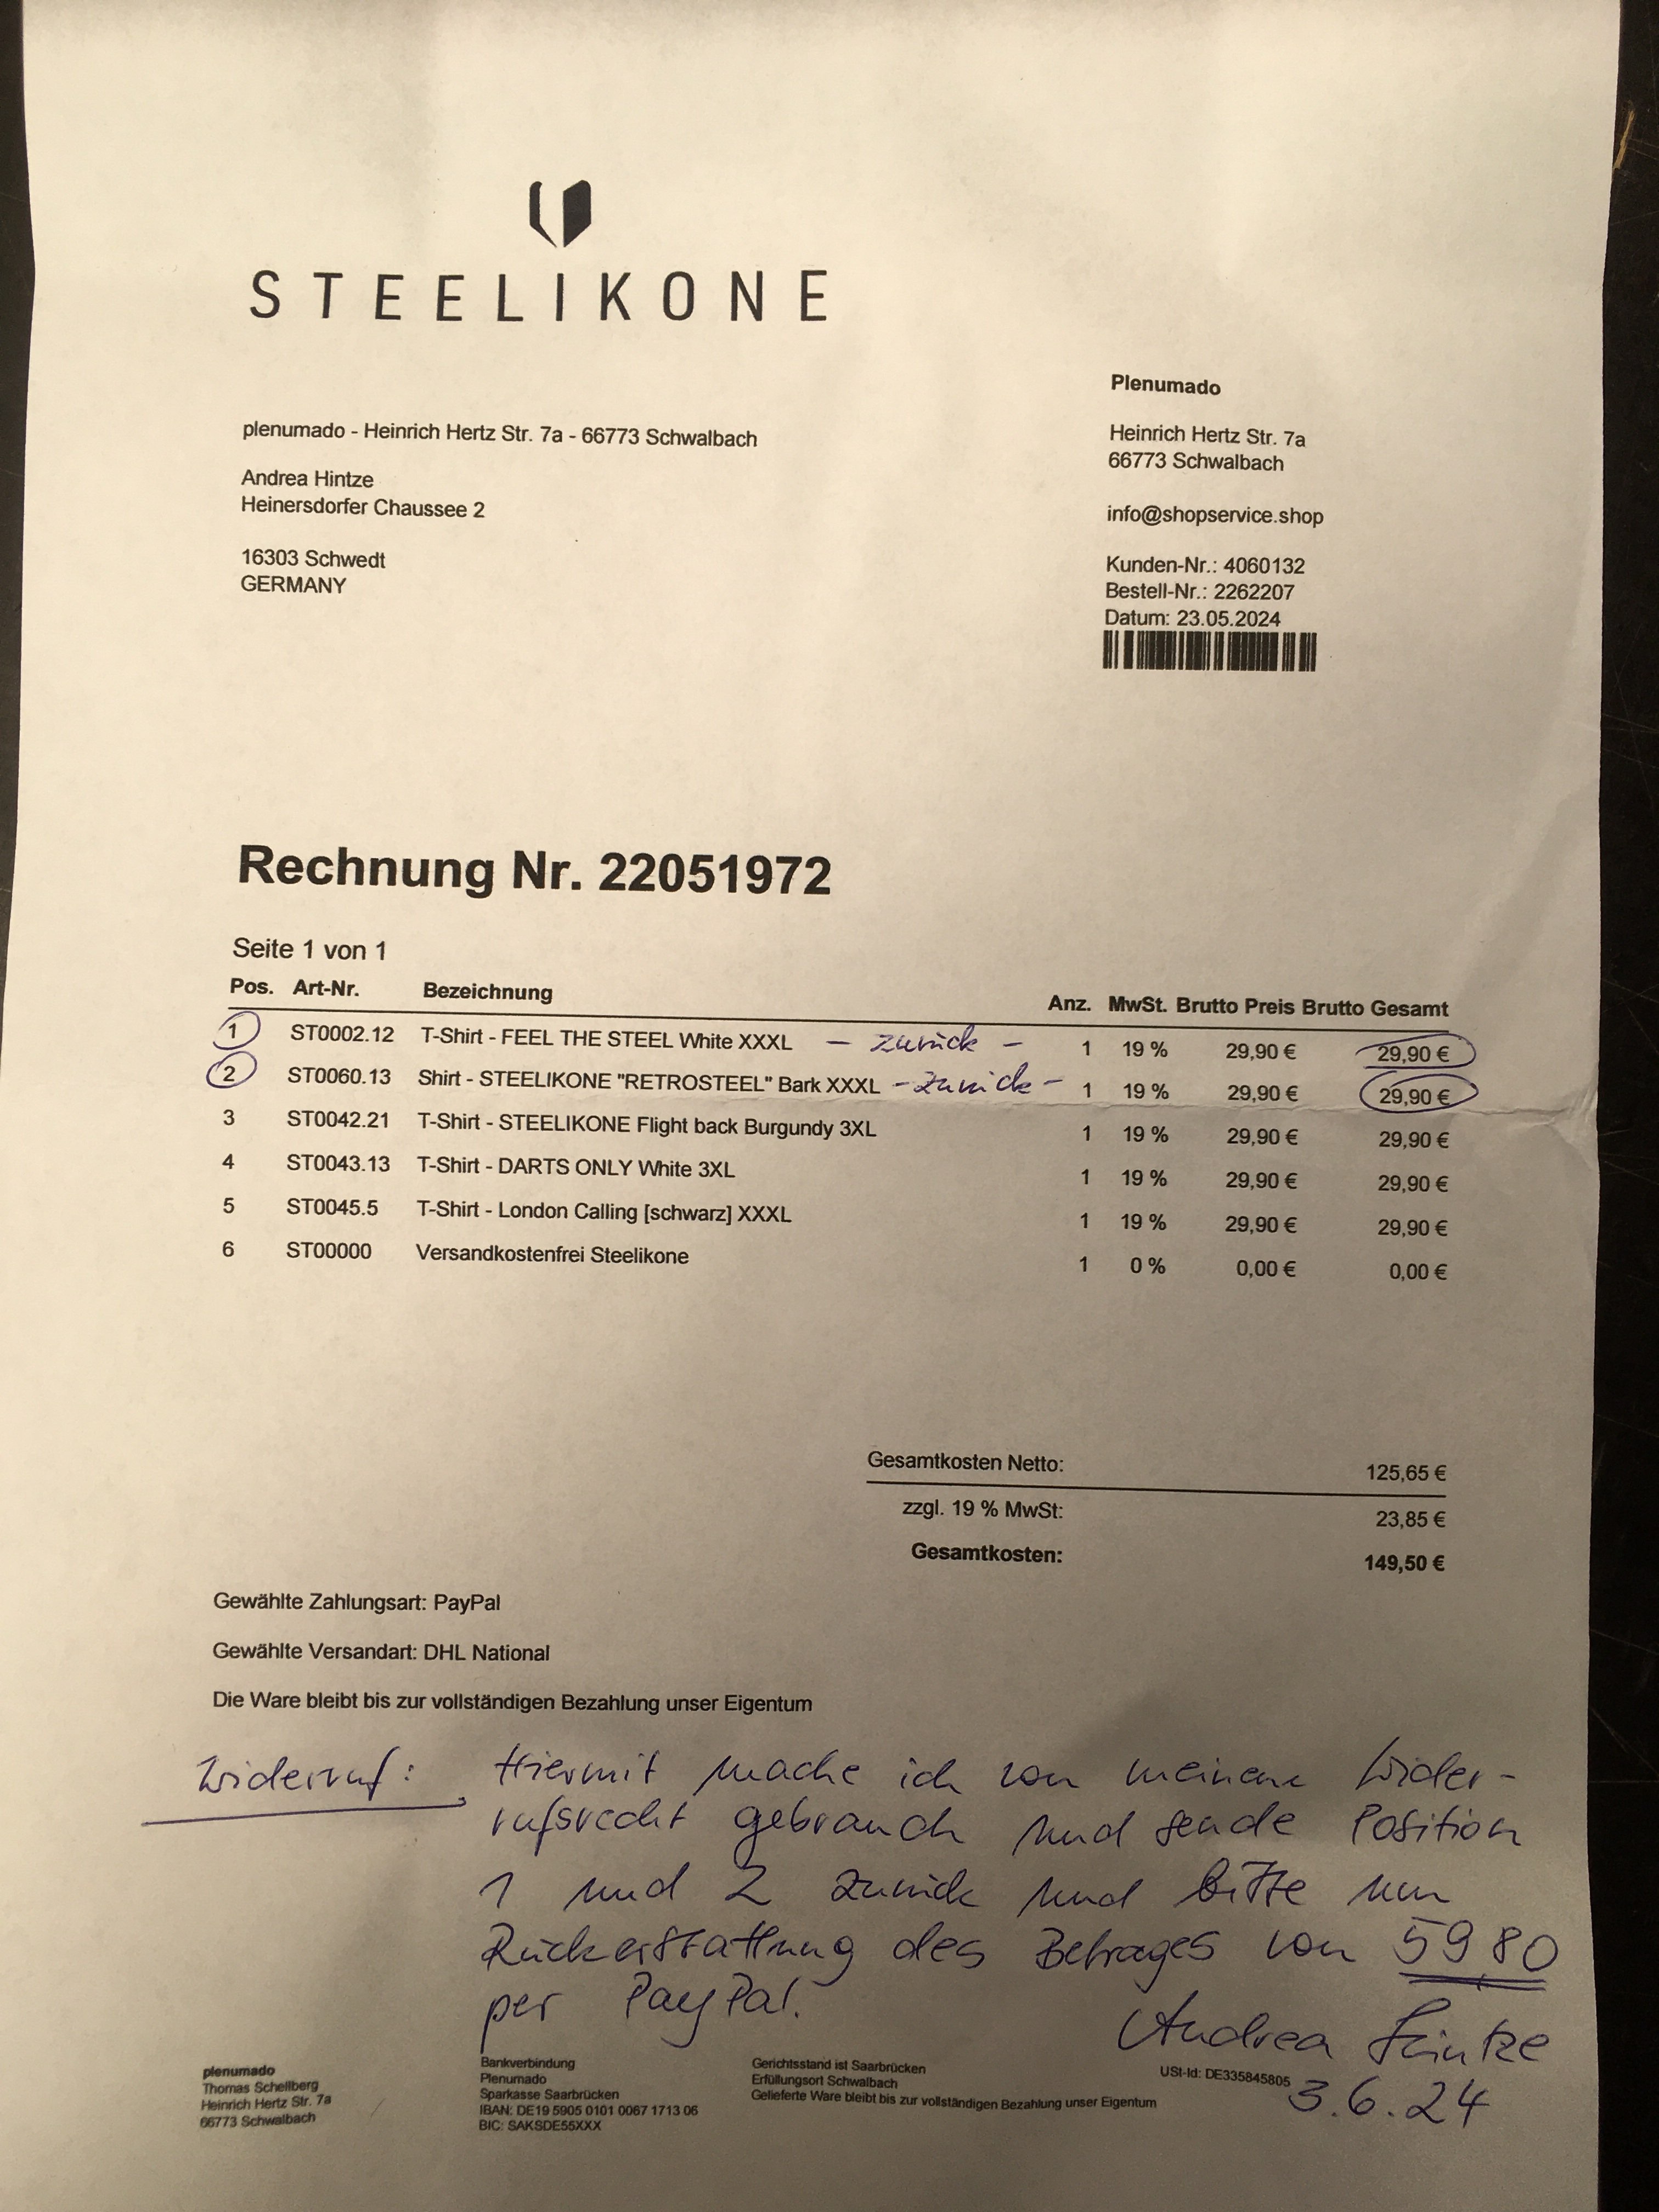 STEELIKONE
Plenumado
plenumado - Heinrich Hertz Str. 7a - 66773 Schwalbach
Heinrich Hertz Str. 7a
66773 Schwalbach
Andrea Hintze
Heinersdorfer Chaussee 2
info@shopservice.shop
16303 Schwedt
GERMANY
Kunden-Nr.: 4060132
Bestell-Nr.: 2262207
Datum: 23.05.2024
Rechnung Nr. 22051972
Seite 1 von 1
Pos. Art-Nr. Bezeichnung Anz. MwSt. Brutto Preis Brutto Gesamt
1 ST0002.12 T-Shirt - FEEL THE STEEL White XXXL - zurück - 1 19 % 29,90 € 29,90 €
2 ST0060.13 Shirt - STEELIKONE "RETROSTEEL" Bark XXXL - zurück - 1 19 % 29,90 € 29,90 €
3 ST0042.21 T-Shirt - STEELIKONE Flight back Burgundy 3XL 1 19 % 29,90 € 29,90 €
4 ST0043.13 T-Shirt - DARTS ONLY White 3XL 1 19 % 29,90 € 29,90 €
5 ST0045.5 T-Shirt - London Calling [schwarz] XXXL 1 19 % 29,90 € 29,90 €
6 ST00000 Versandkostenfrei Steelikone 1 0 % 0,00 € 0,00 €
Gesamtkosten Netto: 125,65 €
zzgl. 19 % MwSt: 23,85 €
Gesamtkosten: 149,50 €
Gewählte Zahlungsart: PayPal
Gewählte Versandart: DHL National
Die Ware bleibt bis zur vollständigen Bezahlung unser Eigentum
Widerruf: Hiermit mache ich von meinem Wider-
rufsrecht gebrauch und sende Position
1 und 2 zurück und bitte um
Rückerstattung des Betrages von 59,80
per PayPal.
Andrea Hintze
3.6.24
plenumado
Thomas Schellberg
Heinrich Hertz Str. 7a
66773 Schwalbach
Bankverbindung
Plenumado
Sparkasse Saarbrücken
IBAN: DE19 5905 0101 0067 1713 06
BIC: SAKSDE55XXX
Gerichtsstand ist Saarbrücken
Erfüllungsort Schwalbach
Gelieferte Ware bleibt bis zur vollständigen Bezahlung unser Eigentum
USt-Id: DE335845805